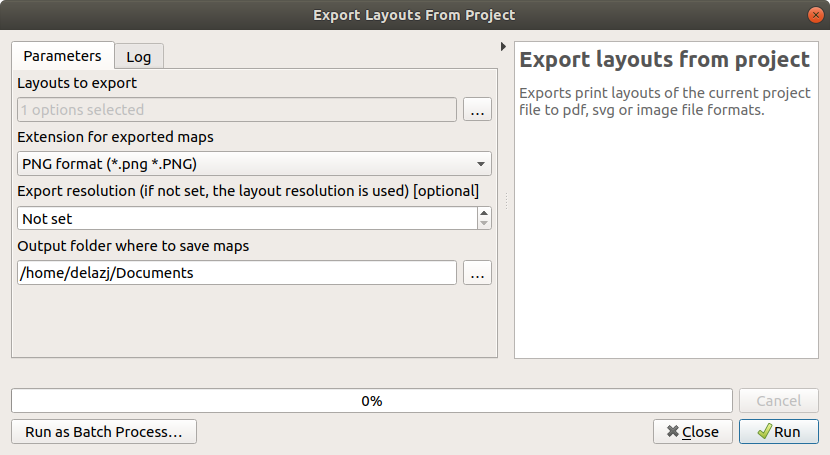 Export Layouts From Project
Parameters
Log
Layouts to export
1 options selected
...
Extension for exported maps
PNG format (*.png *.PNG)
Export resolution (if not set, the layout resolution is used) [optional]
Not set
Output folder where to save maps
/home/delazj/Documents
...
Export layouts from project
Exports print layouts of the current project
file to pdf, svg or image file formats.
0%
Cancel
Run as Batch Process...
Close
Run